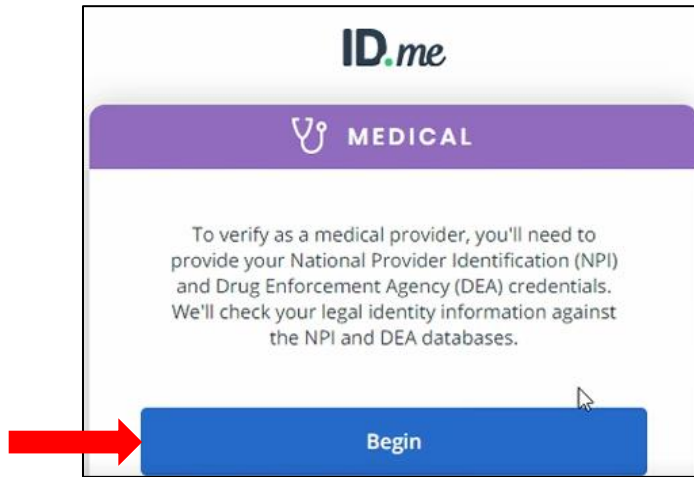 ID.me
MEDICAL
To verify as a medical provider, you'll need to
provide your National Provider Identification (NPI)
and Drug Enforcement Agency (DEA) credentials.
We'll check your legal identity information against
the NPI and DEA databases.
Begin